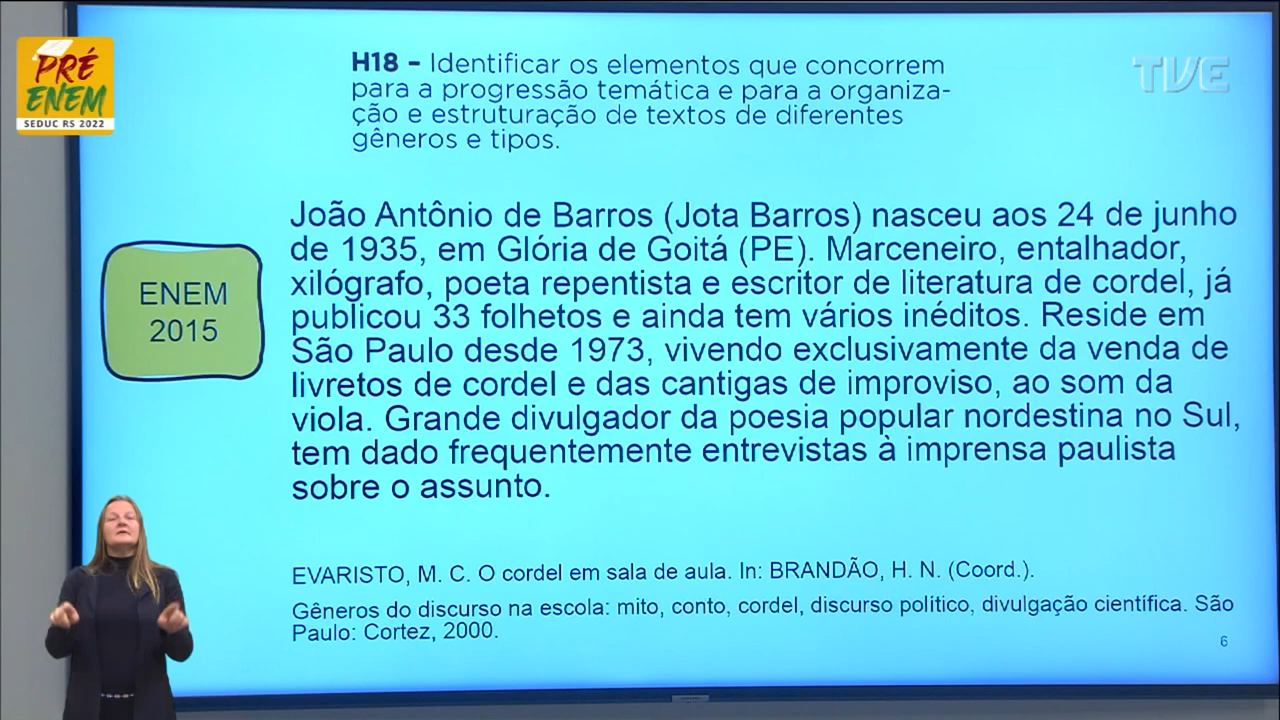 PRÉ
ENEM
SEDUC RS 2022
TVE
H18 – Identificar os elementos que concorrem
para a progressão temática e para a organiza-
ção e estruturação de textos de diferentes
gêneros e tipos.
ENEM
2015
João Antônio de Barros (Jota Barros) nasceu aos 24 de junho
de 1935, em Glória de Goitá (PE). Marceneiro, entalhador,
xilógrafo, poeta repentista e escritor de literatura de cordel, já
publicou 33 folhetos e ainda tem vários inéditos. Reside em
São Paulo desde 1973, vivendo exclusivamente da venda de
livretos de cordel e das cantigas de improviso, ao som da
viola. Grande divulgador da poesia popular nordestina no Sul,
tem dado frequentemente entrevistas à imprensa paulista
sobre o assunto.
EVARISTO, M. C. O cordel em sala de aula. In: BRANDÃO, H. N. (Coord.).
Gêneros do discurso na escola: mito, conto, cordel, discurso político, divulgação científica. São
Paulo: Cortez, 2000.
6